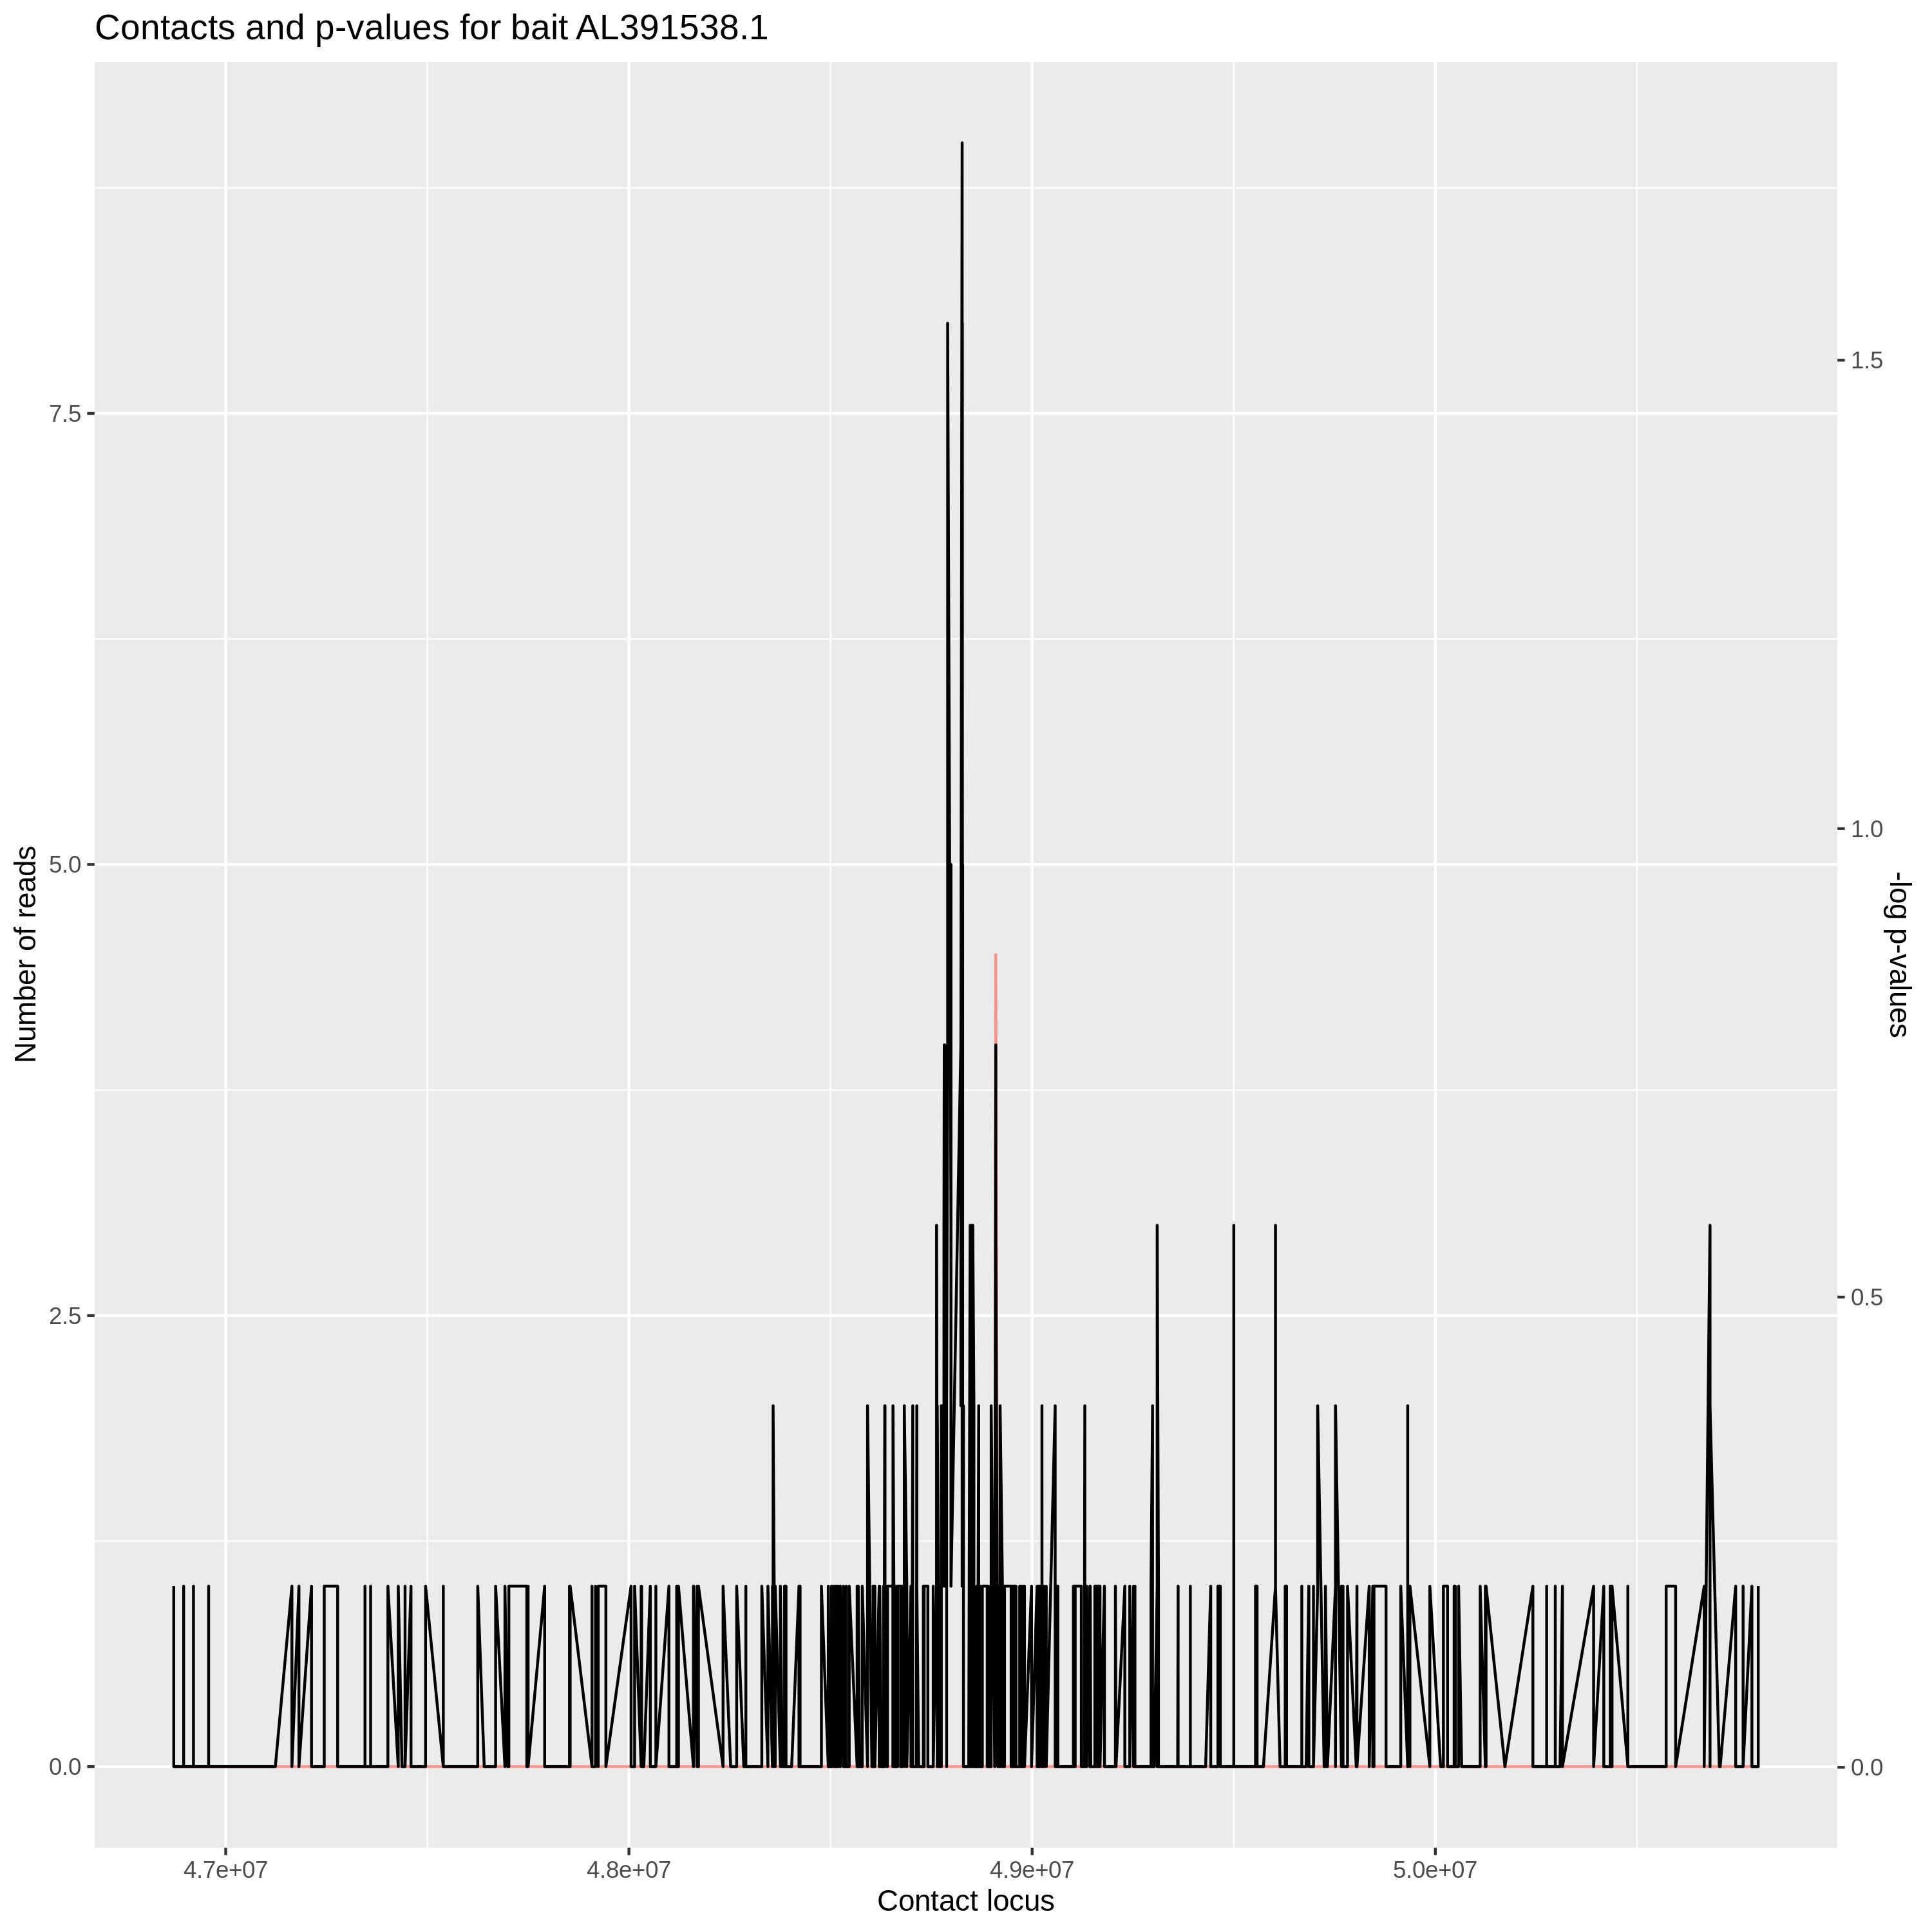 Contacts and p-values for bait AL391538.1
7.5
5.0
2.5
0.0
Number of reads
1.5
1.0
0.5
0.0
-log p-values
4.7e+07 4.8e+07 4.9e+07 5.0e+07
Contact locus